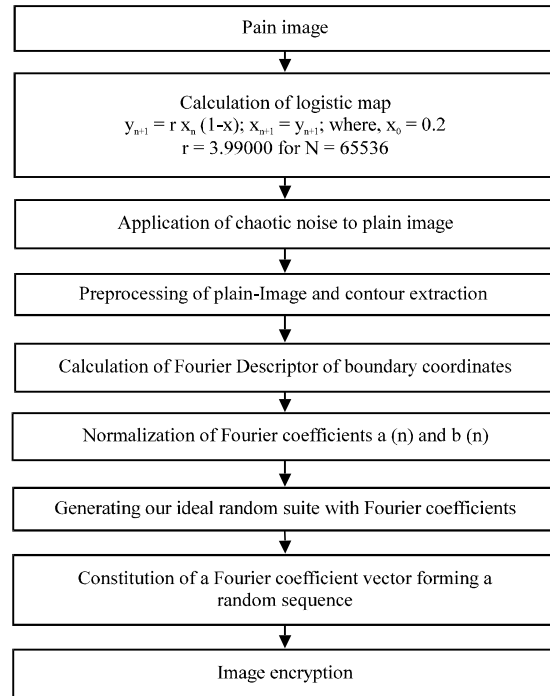 Pain image
Calculation of logistic map
yₙ₊₁ = r xₙ (1-x); xₙ₊₁ = yₙ₊₁; where, x₀ = 0.2
r = 3.99000 for N = 65536
Application of chaotic noise to plain image
Preprocessing of plain-Image and contour extraction
Calculation of Fourier Descriptor of boundary coordinates
Normalization of Fourier coefficients a (n) and b (n)
Generating our ideal random suite with Fourier coefficients
Constitution of a Fourier coefficient vector forming a
random sequence
Image encryption